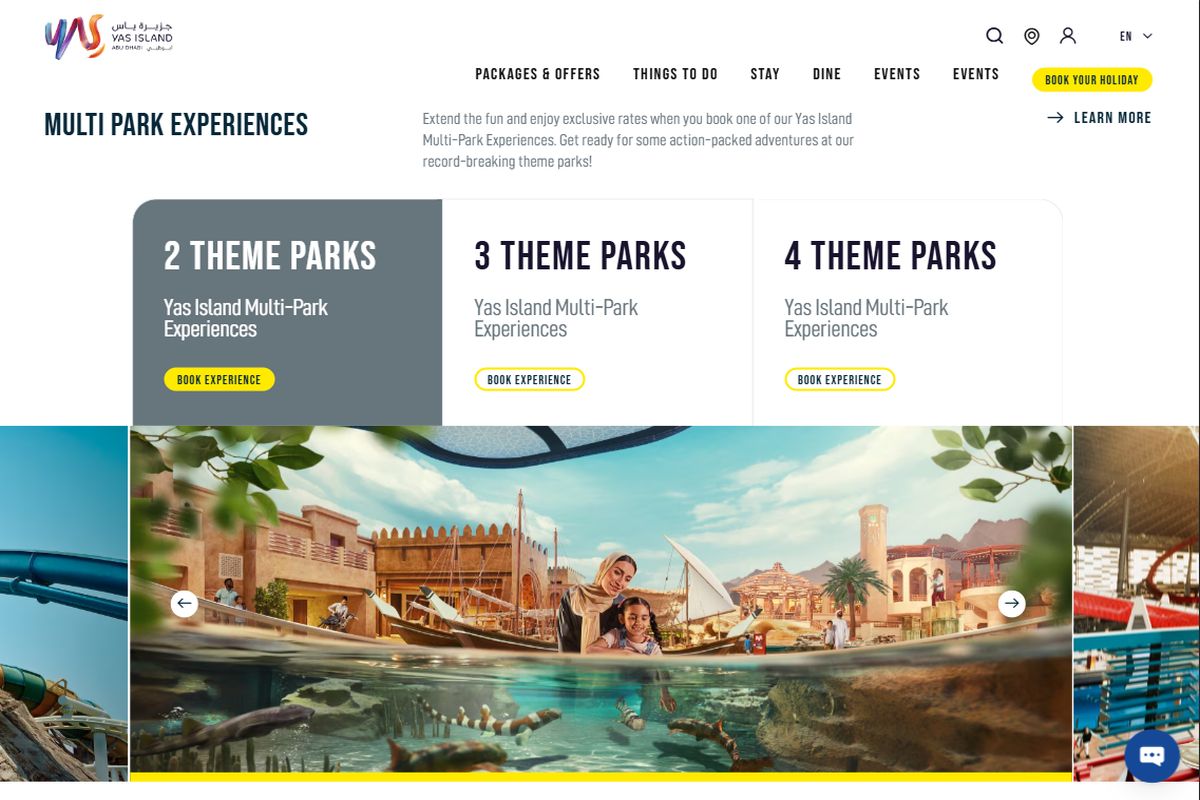 جزيرة ياس
YAS ISLAND
ABU DHABI أبوظبي
EN
PACKAGES & OFFERS THINGS TO DO STAY DINE EVENTS EVENTS BOOK YOUR HOLIDAY
MULTI PARK EXPERIENCES
Extend the fun and enjoy exclusive rates when you book one of our Yas Island
Multi-Park Experiences. Get ready for some action-packed adventures at our
record-breaking theme parks!
LEARN MORE
2 THEME PARKS
Yas Island Multi-Park
Experiences
BOOK EXPERIENCE
3 THEME PARKS
Yas Island Multi-Park
Experiences
BOOK EXPERIENCE
4 THEME PARKS
Yas Island Multi-Park
Experiences
BOOK EXPERIENCE